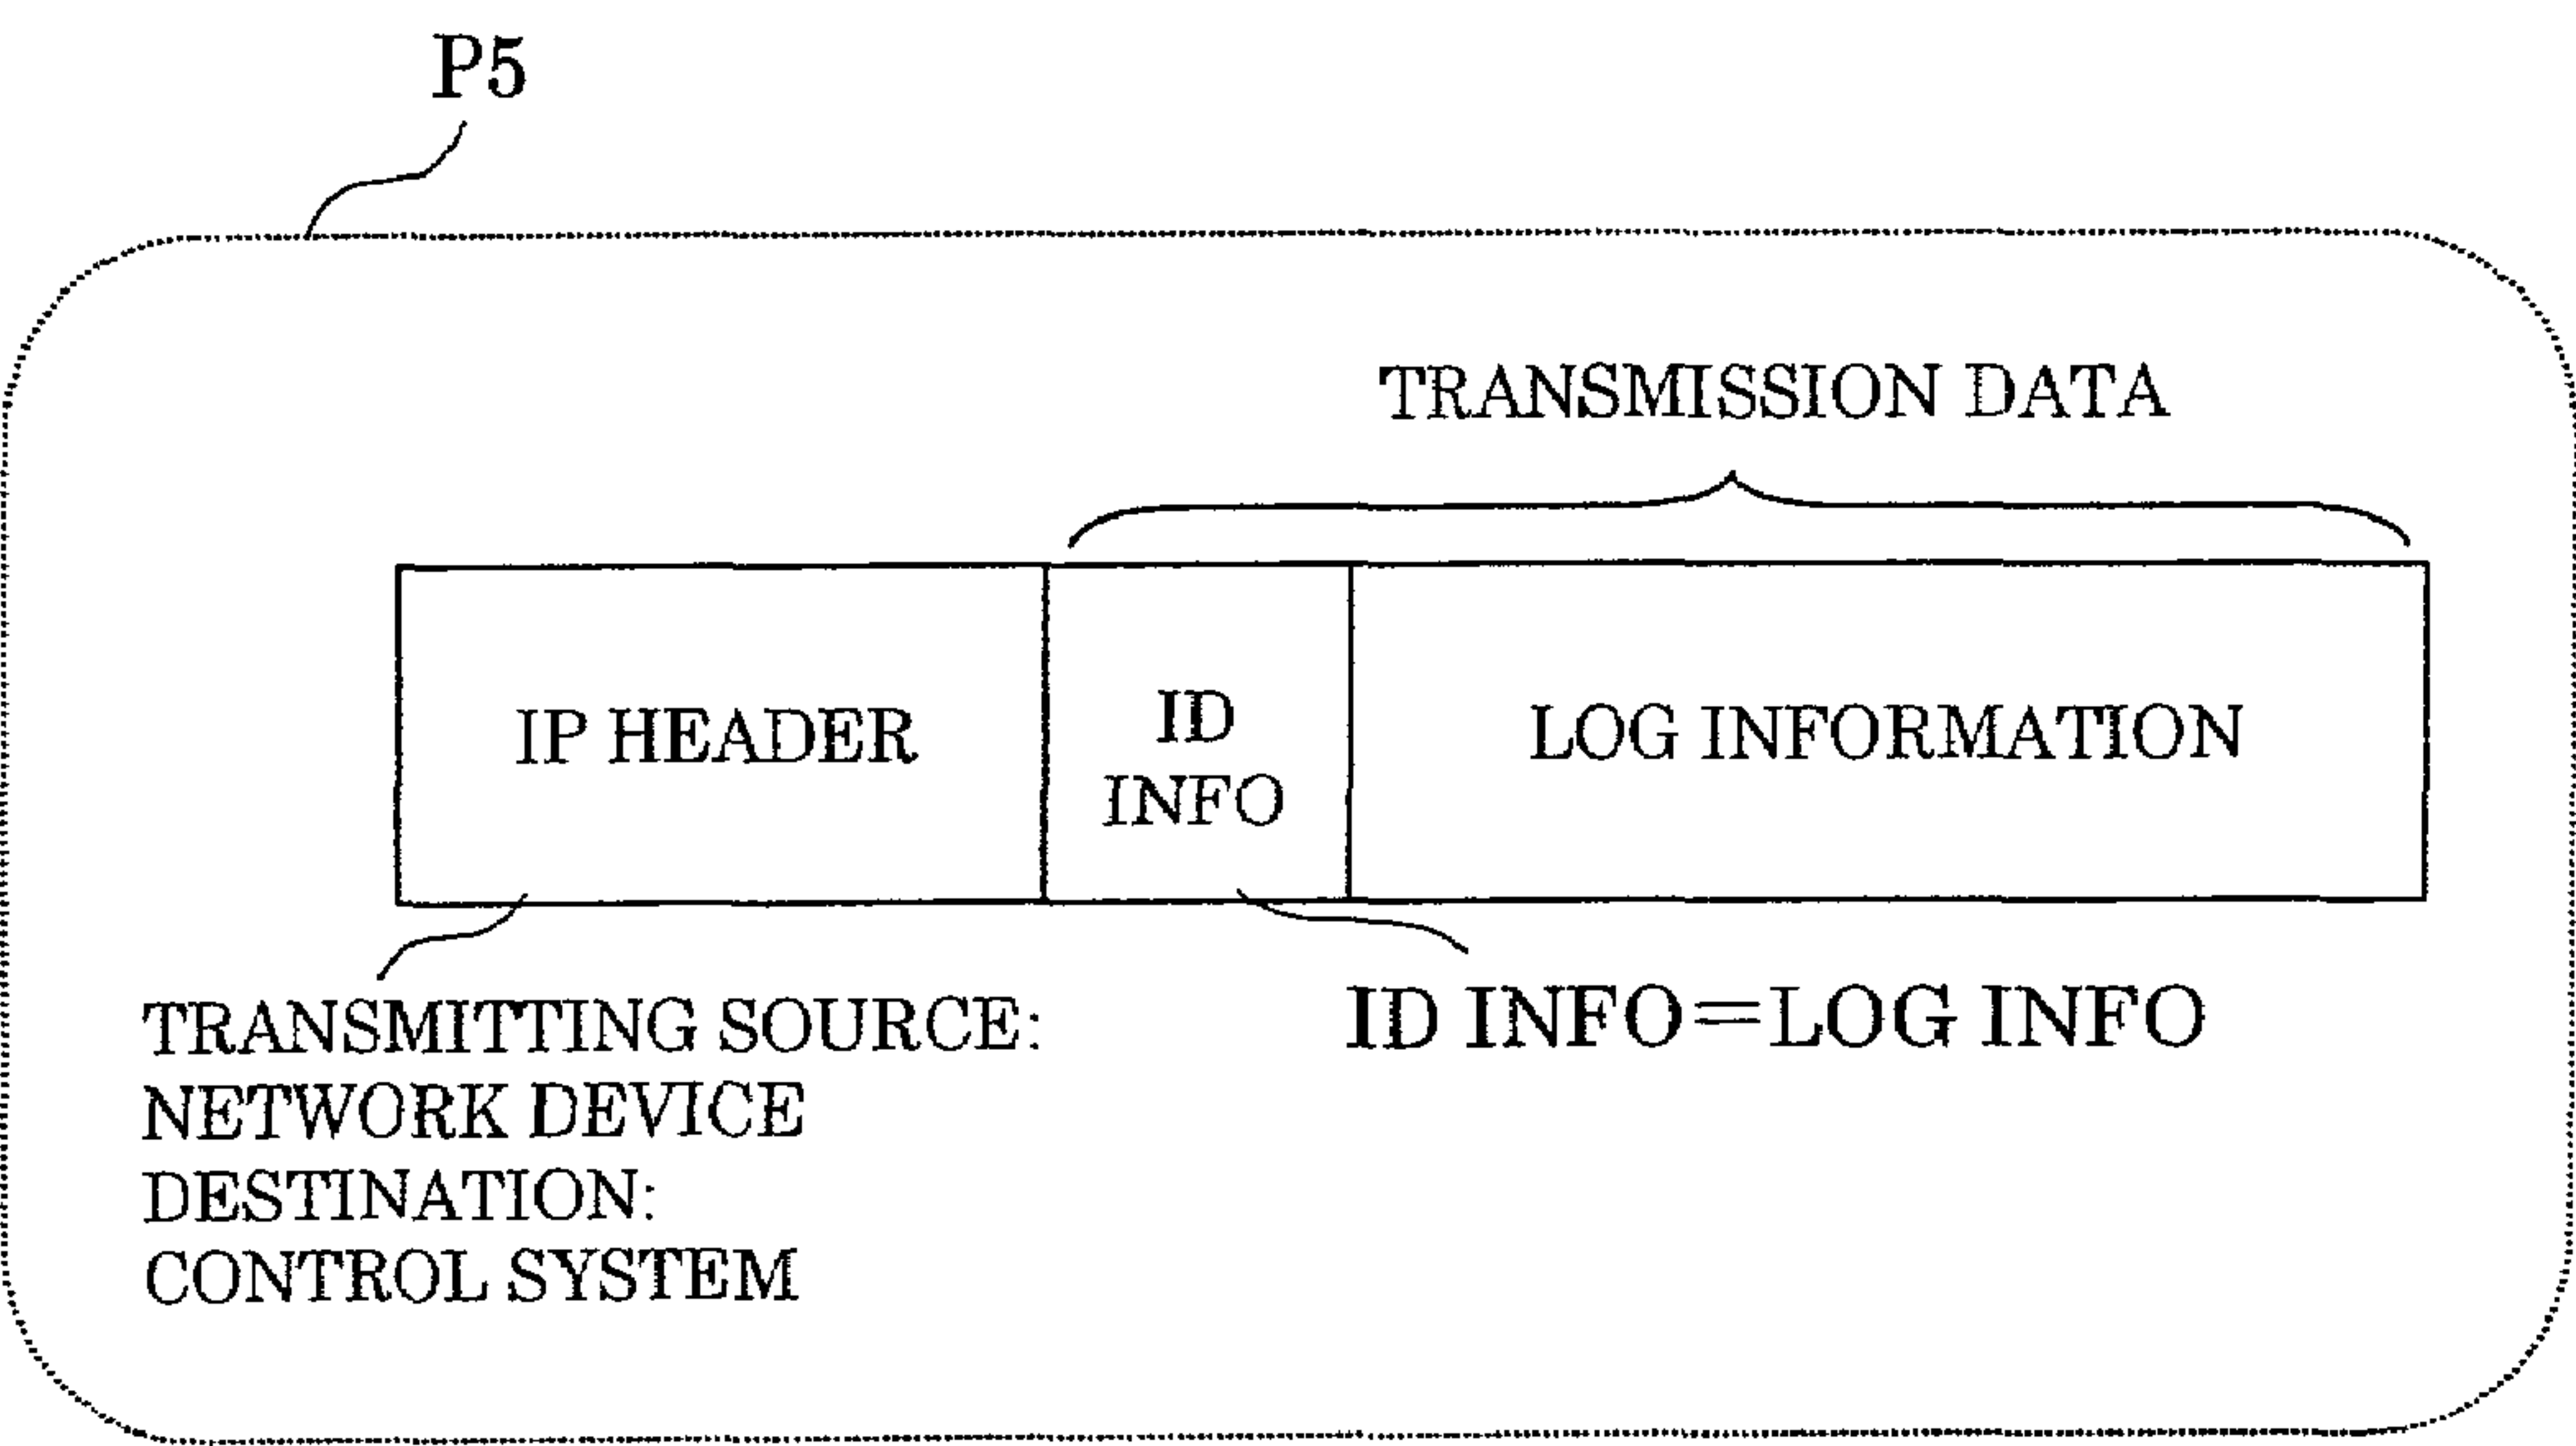 P5
TRANSMISSION DATA
IP HEADER
ID
INFO
LOG INFORMATION
TRANSMITTING SOURCE:
NETWORK DEVICE
DESTINATION:
CONTROL SYSTEM
ID INFO=LOG INFO